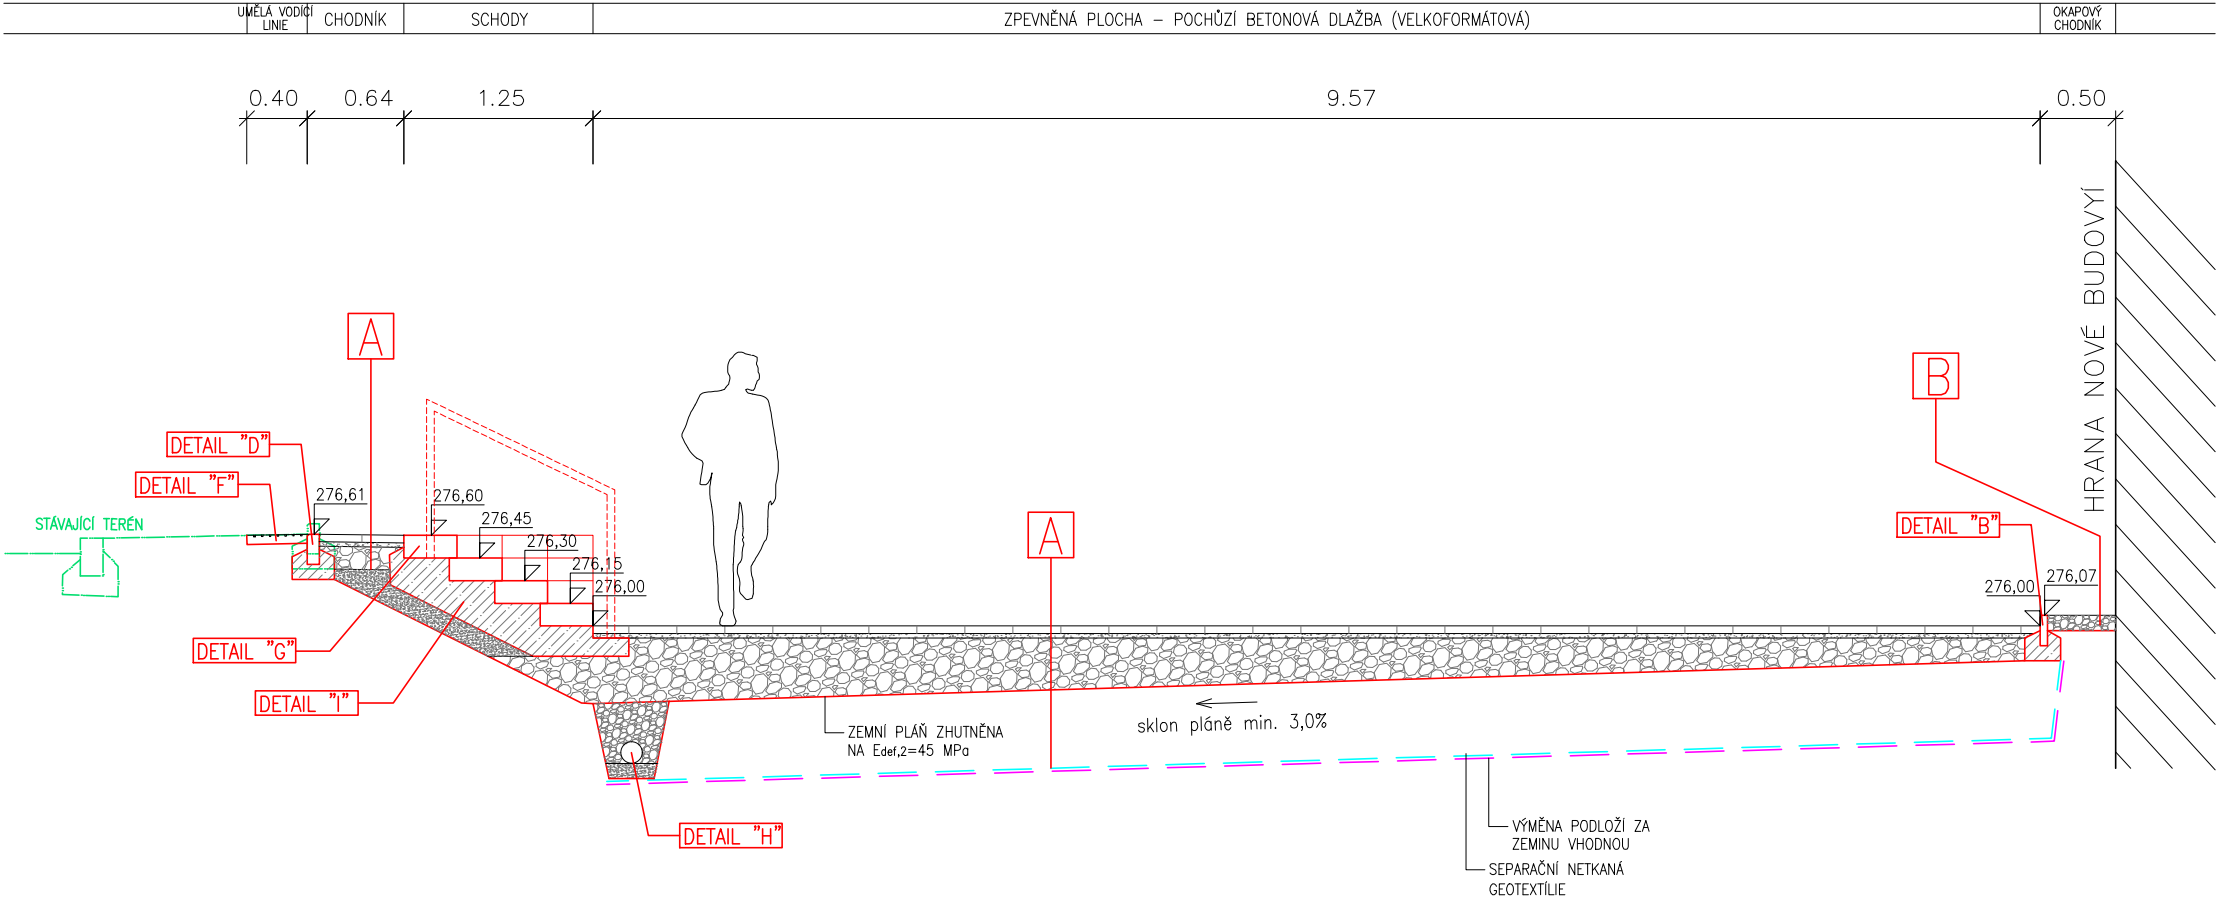 UMĚLÁ VODÍCÍ
LINIE
CHODNÍK
SCHODY
ZPEVNĚNÁ PLOCHA – POCHŮZÍ BETONOVÁ DLAŽBA (VELKOFORMÁTOVÁ)
OKAPOVÝ
CHODNÍK
0.40
0.64
1.25
9.57
0.50
HRANA NOVÉ BUDOVYÍ
A
B
DETAIL "D"
DETAIL "F"
276,61
276,60
276,45
276,30
276,15
276,00
STÁVAJÍCÍ TERÉN
A
DETAIL "B"
276,00
276,07
DETAIL "G"
DETAIL "I"
ZEMNÍ PLÁŇ ZHUTNĚNA
NA Edef,2=45 MPa
sklon pláně min. 3,0%
DETAIL "H"
VÝMĚNA PODLOŽÍ ZA
ZEMINU VHODNOU
SEPARAČNÍ NETKANÁ
GEOTEXTÍLIE